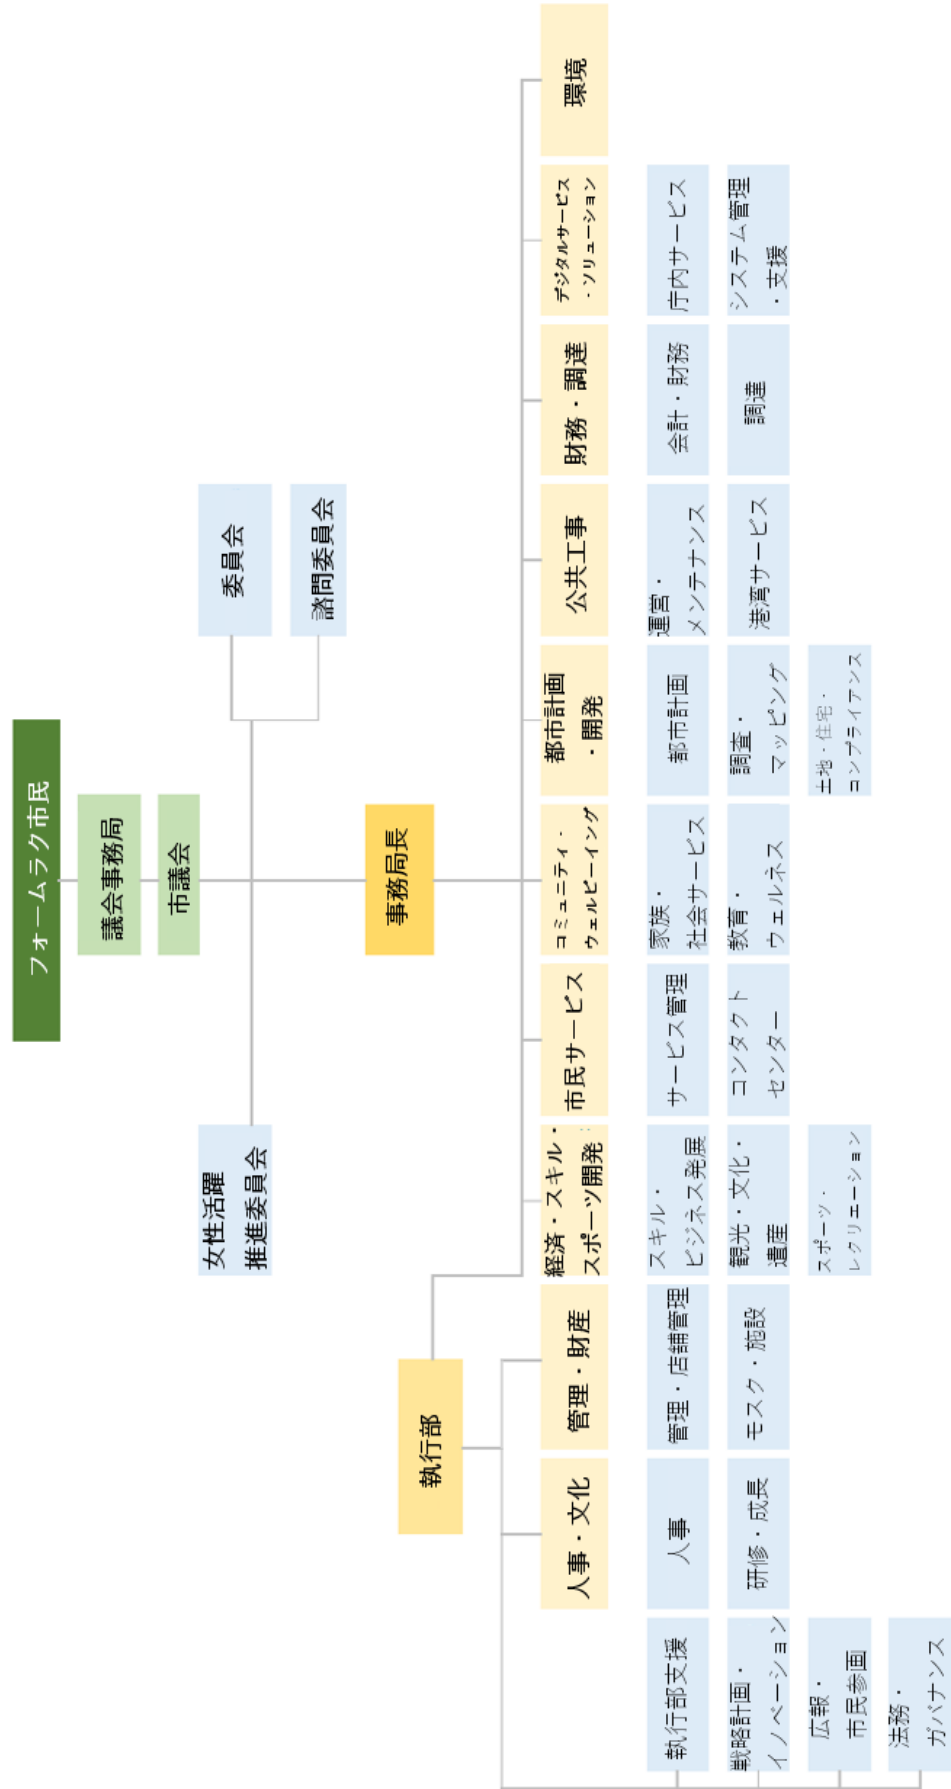 フォームラク市民
議会事務局
市議会
女性活躍
推進委員会
委員会
諮問委員会
事務局長
執行部
人事・文化
管理・財産
経済・スキル・
スポーツ開発
市民サービス
コミュニティ・
ウェルビーイング
都市計画
・開発
公共工事
財務・調達
デジタルサービス
・ソリューション
環境
執行部支援
戦略計画・
イノベーション
広報・
市民参画
法務・
ガバナンス
人事
研修・成長
管理・店舗管理
モスク・施設
スキル・
ビジネス発展
観光・文化・
遺産
スポーツ・
レクリエーション
サービス管理
コンタクト
センター
家族・
社会サービス
教育・
ウェルネス
都市計画
調査・
マッピング
土地・住宅・
コンプライアンス
運営・
メンテナンス
港湾サービス
会計・財務
調達
庁内サービス
システム管理
・支援